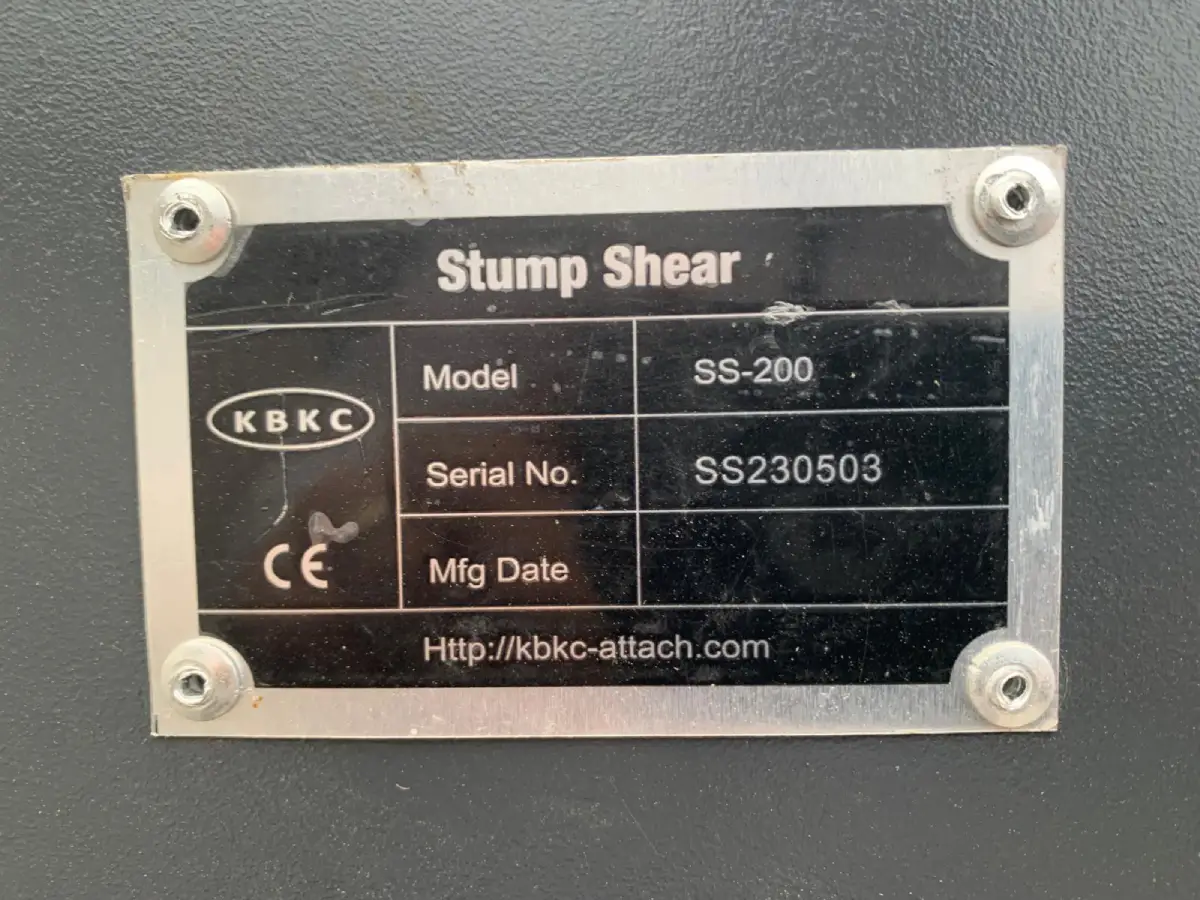 Stump Shear
KBKC
CE
Model SS-200
Serial No. SS230503
Mfg Date
Http://kbkc-attach.com